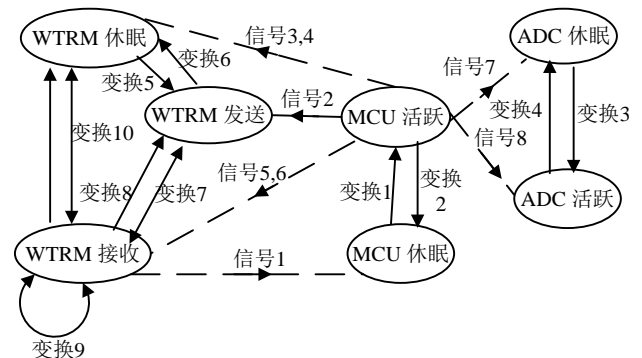 WTRM 休眠
信号3,4
ADC 休眠
变换6
变换5
信号7
信号2
WTRM 发送
MCU 活跃
变换4
变换3
变换10
信号8
信号5,6
变换8
变换7
变换1
变换
2
ADC 活跃
WTRM 接收
信号1
MCU 休眠
变换9